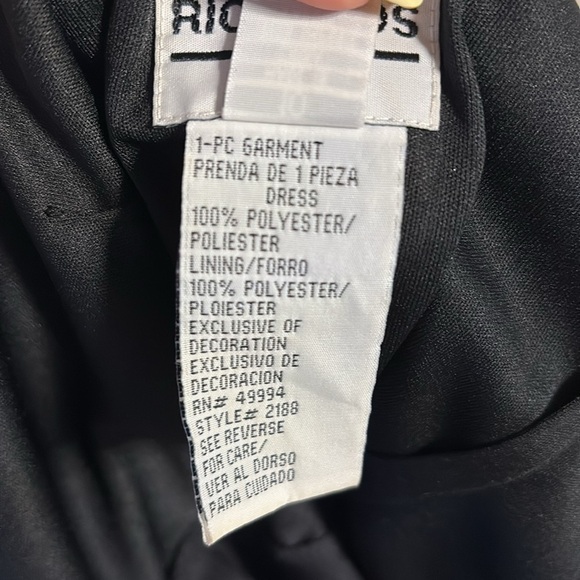 1-PC GARMENT
PRENDA DE 1 PIEZA
DRESS
100% POLYESTER/
POLIESTER
LINING/FORRO
100% POLYESTER/
PLOIESTER
EXCLUSIVE OF
DECORATION
EXCLUSIVO DE
DECORACION
RN# 49994
STYLE# 2188
SEE REVERSE
FOR CARE/
VER AL DORSO
PARA CUIDADO